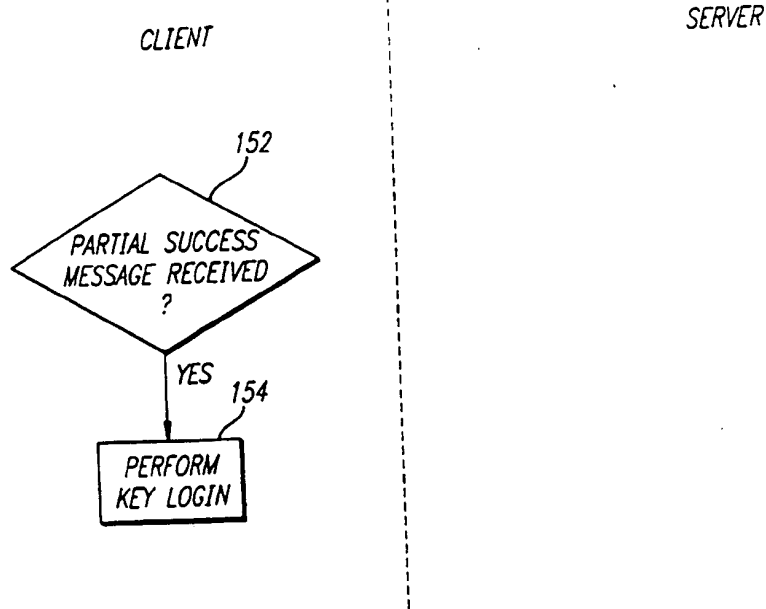 CLIENT
SERVER
152
PARTIAL SUCCESS
MESSAGE RECEIVED
?
YES
154
PERFORM
KEY LOGIN